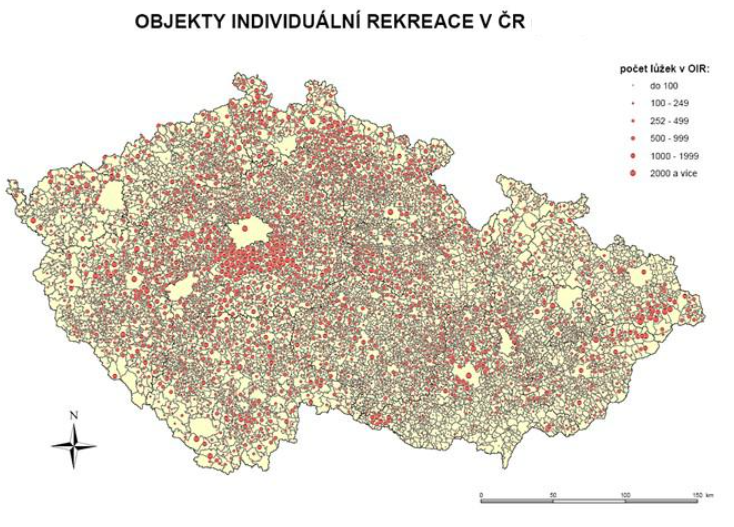 OBJEKTY INDIVIDUÁLNÍ REKREACE V ČR
počet lůžek v OIR:
do 100
100 - 249
252 - 499
500 - 999
1000 - 1999
2000 a více
N
0 50 100 150 km